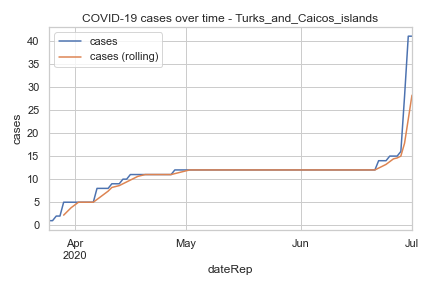 COVID-19 cases over time - Turks_and_Caicos_islands
cases
cases (rolling)
40
35
30
25
20
15
10
5
0
cases
Apr
2020
May
Jun
Jul
dateRep